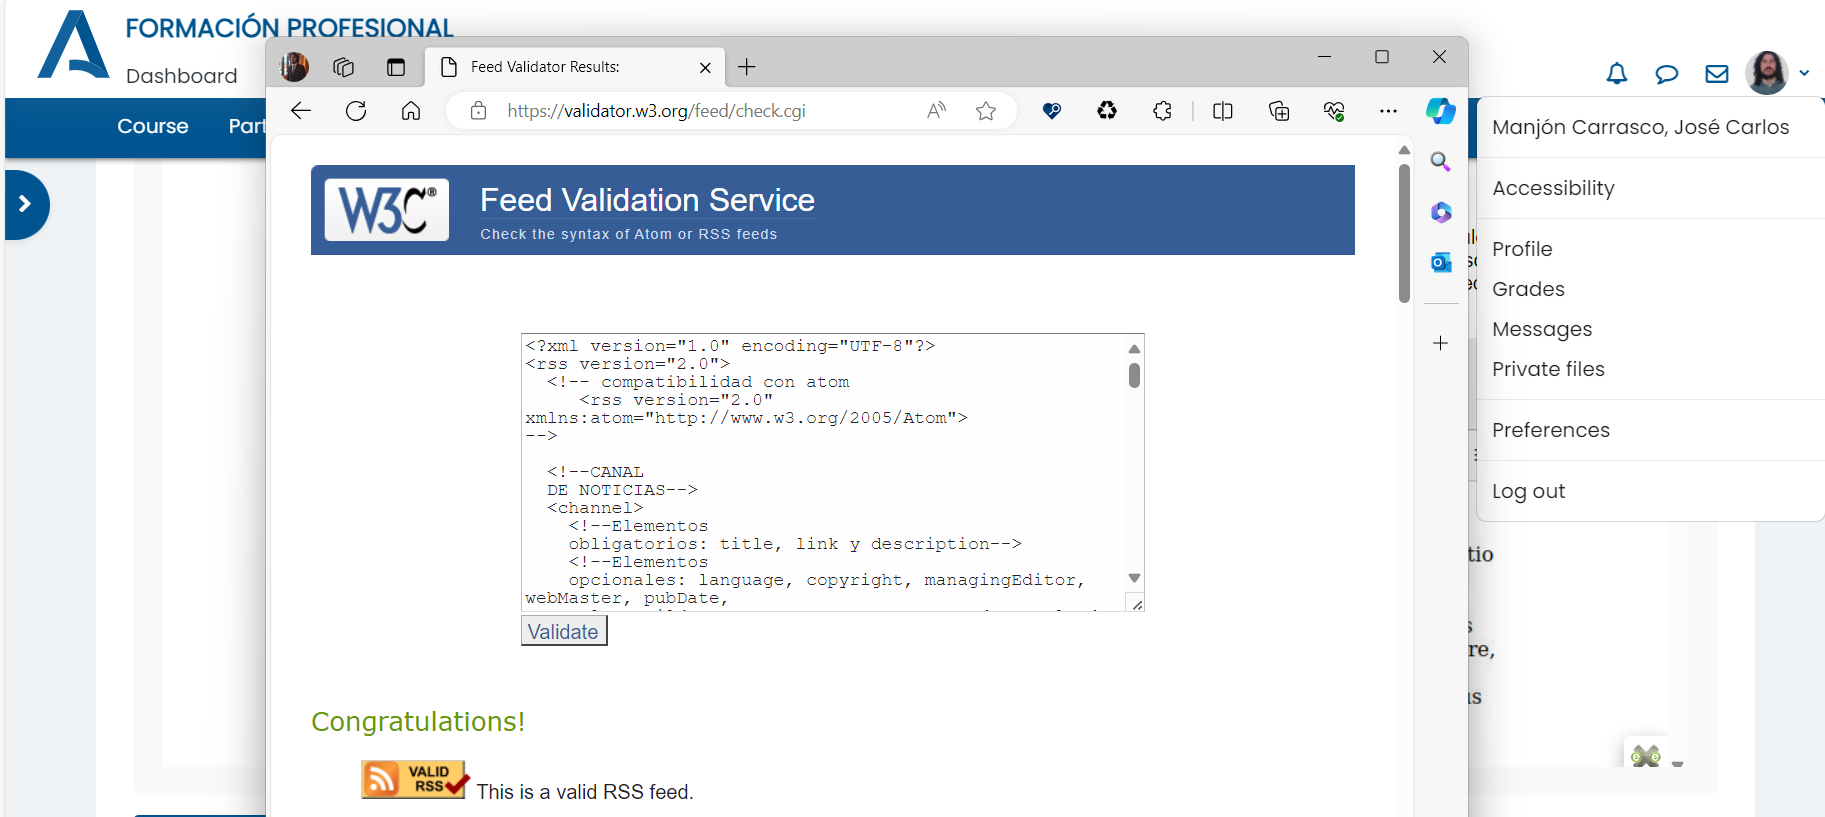 FORMACIÓN PROFESIONAL
Dashboard
Course
Part
Feed Validator Results:
https://validator.w3.org/feed/check.cgi
W3C®
Feed Validation Service
Check the syntax of Atom or RSS feeds
<?xml version="1.0" encoding="UTF-8"?>
<rss version="2.0">
<!-- compatibilidad con atom
<rss version="2.0"
xmlns:atom="http://www.w3.org/2005/Atom">
-->
<!--CANAL
DE NOTICIAS-->
<channel>
<!--Elementos
obligatorios: title, link y description-->
<!--Elementos
opcionales: language, copyright, managingEditor,
webMaster, pubDate,
Validate
Congratulations!
VALID
RSS
This is a valid RSS feed.
Manjón Carrasco, José Carlos
Accessibility
Profile
Grades
Messages
Private files
Preferences
Log out
tio
s
re,
us